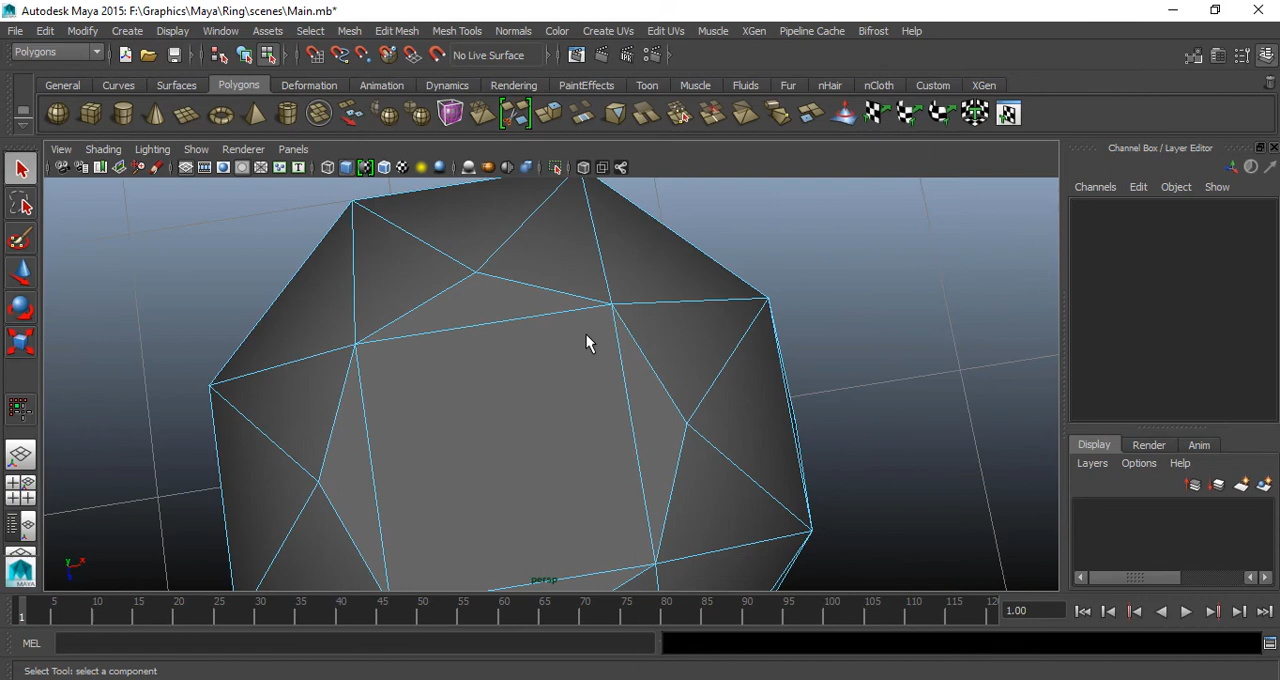 Autodesk Maya 2015: F:\Graphics\Maya\Ring\scenes\Main.mb*
File Edit Modify Create Display Window Assets Select Mesh Edit Mesh Mesh Tools Normals Color Create UVs Edit UVs Muscle XGen Pipeline Cache Bifrost Help
Polygons No Live Surface
General Curves Surfaces Polygons Deformation Animation Dynamics Rendering PaintEffects Toon Muscle Fluids Fur nHair nCloth Custom XGen
View Shading Lighting Show Renderer Panels
Channel Box / Layer Editor
Channels Edit Object Show
Display Render Anim
Layers Options Help
persp
y x
MAYA
1 5 10 15 20 25 30 35 40 45 50 55 60 65 70 75 80 85 90 95 100 105 110 115 12
1
1.00
MEL
Select Tool: select a component